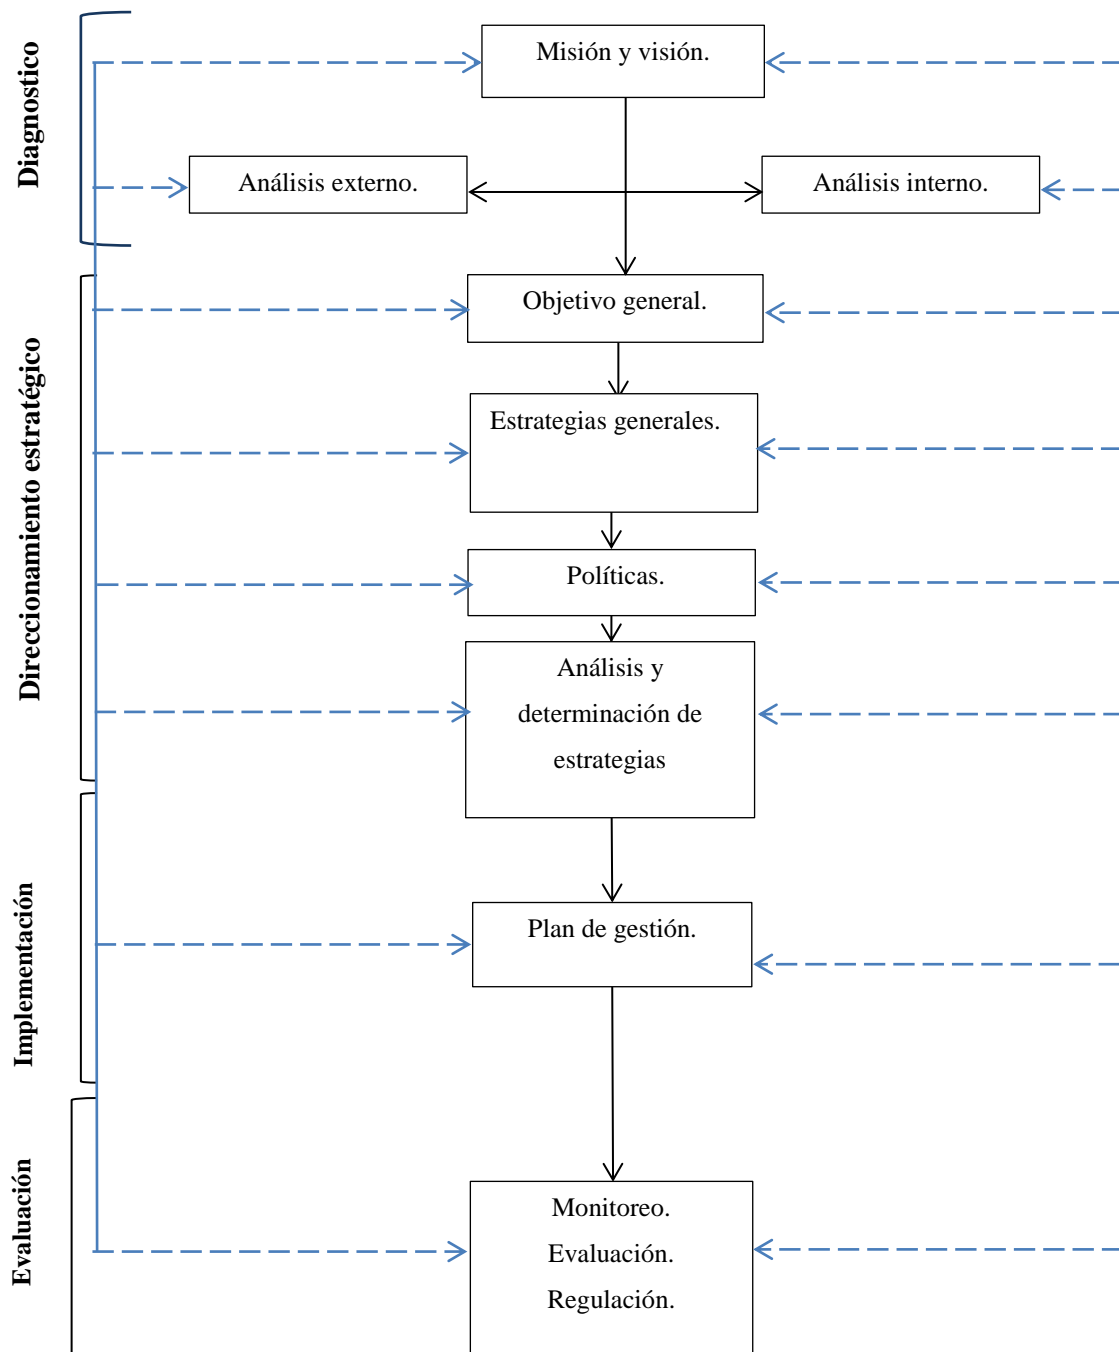 Diagnostico
Misión y visión.
Análisis externo.
Análisis interno.
Direccionamiento estratégico
Objetivo general.
Estrategias generales.
Políticas.
Análisis y
determinación de
estrategias
Implementación
Plan de gestión.
Evaluación
Monitoreo.
Evaluación.
Regulación.